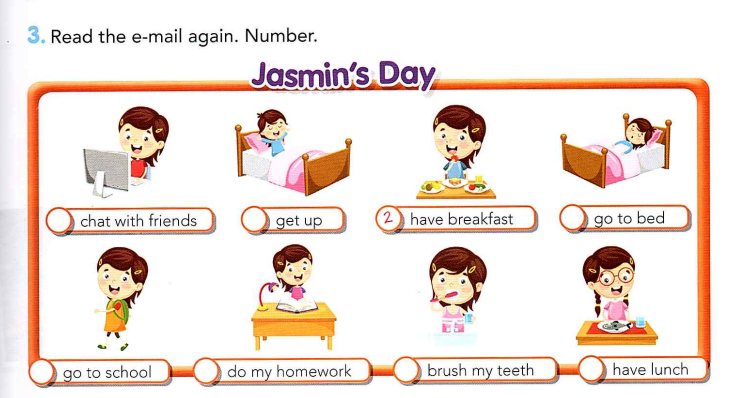 3. Read the e-mail again. Number.
Jasmin's Day
chat with friends
get up
2 have breakfast
go to bed
go to school
do my homework
brush my teeth
have lunch